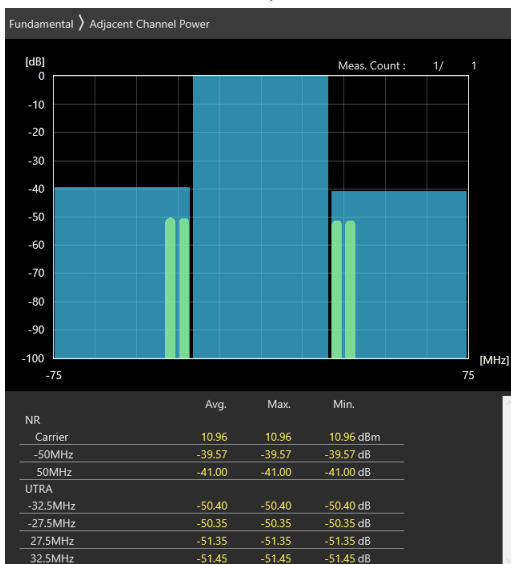 Fundamental 〉 Adjacent Channel Power
[dB] Meas. Count : 1/ 1
0
-10
-20
-30
-40
-50
-60
-70
-80
-90
-100 [MHz]
-75 75
Avg. Max. Min.
NR
Carrier 10.96 10.96 10.96 dBm
-50MHz -39.57 -39.57 -39.57 dB
50MHz -41.00 -41.00 -41.00 dB
UTRA
-32.5MHz -50.40 -50.40 -50.40 dB
-27.5MHz -50.35 -50.35 -50.35 dB
27.5MHz -51.35 -51.35 -51.35 dB
32.5MHz -51.45 -51.45 -51.45 dB